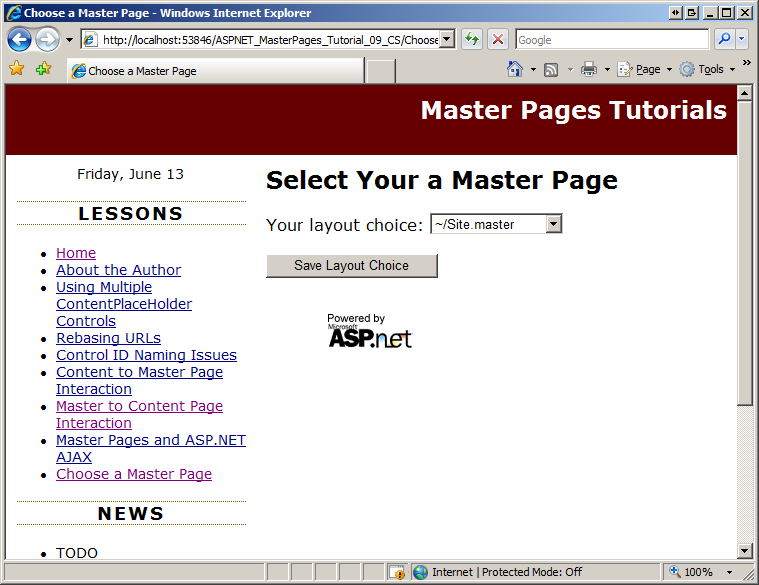 Choose a Master Page - Windows Internet Explorer
http://localhost:53846/ASPNET_MasterPages_Tutorial_09_CS/Choose
Google
Choose a Master Page
Page
Tools
Master Pages Tutorials
Friday, June 13
LESSONS
Home
About the Author
Using Multiple
ContentPlaceHolder
Controls
Rebasing URLs
Control ID Naming Issues
Content to Master Page
Interaction
Master to Content Page
Interaction
Master Pages and ASP.NET
AJAX
Choose a Master Page
NEWS
TODO
Select Your a Master Page
Your layout choice: ~/Site.master
Save Layout Choice
Powered by
Microsoft
ASP.net
Internet | Protected Mode: Off
100%